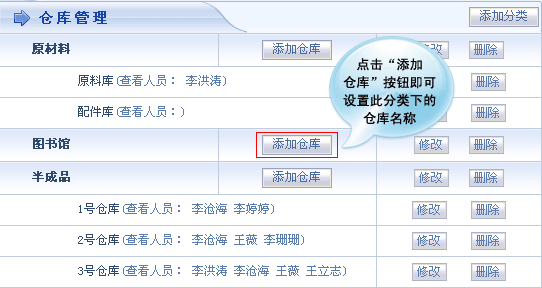 仓库管理 添加分类
原材料 添加仓库 修改 删除
原料库(查看人员： 李洪涛) 删除
配件库(查看人员：) 删除
点击“添加
仓库”按钮即可
设置此分类下的
仓库名称
图书馆 添加仓库 修改 删除
半成品 添加仓库 修改 删除
1号仓库(查看人员： 李沧海 李婷婷) 修改 删除
2号仓库(查看人员： 李沧海 王薇 李珊珊) 修改 删除
3号仓库(查看人员： 李洪涛 李沧海 王薇 王立志) 修改 删除